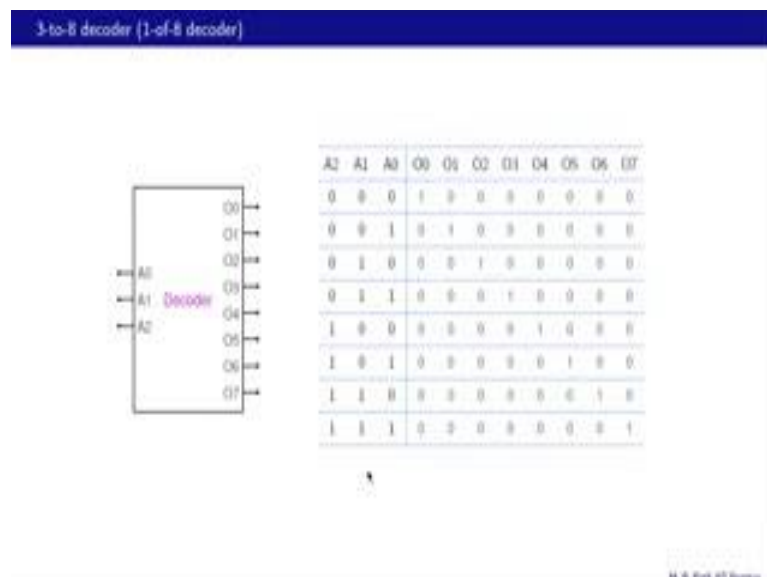 3-to-8 decoder (1-of-8 decoder)
A2 A1 A0 O0 O1 O2 O3 O4 O5 O6 O7
0 0 0 1 0 0 0 0 0 0 0
0 0 1 0 1 0 0 0 0 0 0
0 1 0 0 0 1 0 0 0 0 0
0 1 1 0 0 0 1 0 0 0 0
1 0 0 0 0 0 0 1 0 0 0
1 0 1 0 0 0 0 0 1 0 0
1 1 0 0 0 0 0 0 0 1 0
1 1 1 0 0 0 0 0 0 0 1
O0
O1
O2
A0
O3
A1 Decoder
O4
A2
O5
O6
O7